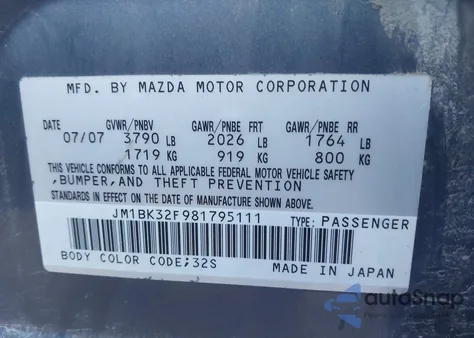 MFD. BY MAZDA MOTOR CORPORATION
DATE GVWR/PNBV GAWR/PNBE FRT GAWR/PNBE RR
07/07 3790 LB 2026 LB 1764 LB
1719 KG 919 KG 800 KG
THIS VEHICLE CONFORMS TO ALL APPLICABLE FEDERAL MOTOR VEHICLE SAFETY
,BUMPER,AND THEFT PREVENTION
STANDARDS IN EFFECT ON THE DATE OF MANUFACTURE SHOWN ABOVE.
JM1BK32F981795111 TYPE: PASSENGER
BODY COLOR CODE;32S MADE IN JAPAN
autoSnap